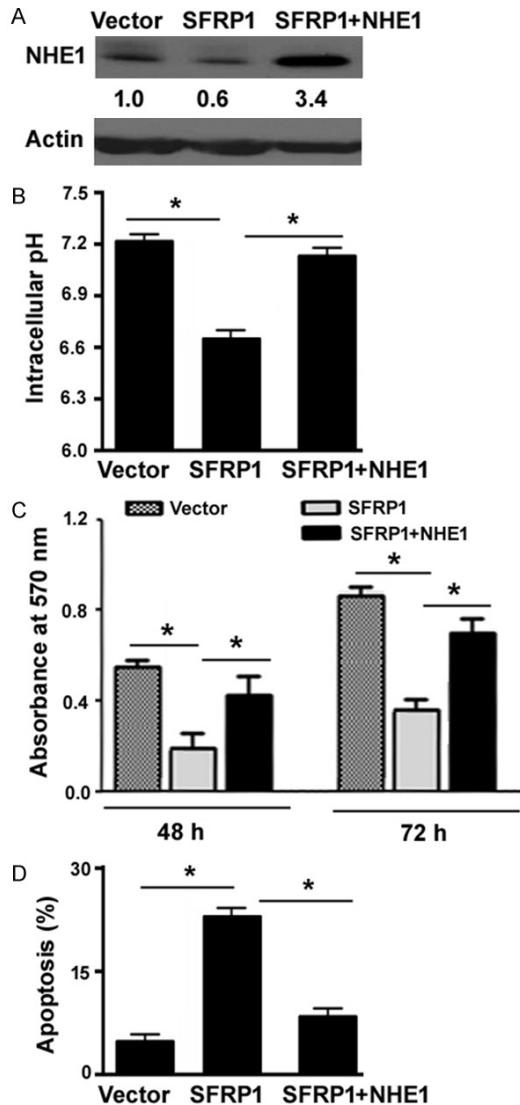 A
Vector SFRP1 SFRP1+NHE1
NHE1
1.0 0.6 3.4
Actin
B
Intracellular pH
7.5
7.2
6.9
6.6
6.3
6.0
* *
Vector SFRP1 SFRP1+NHE1
C
Absorbance at 570 nm
1.2
0.8
0.4
0.0
Vector
SFRP1
SFRP1+NHE1
* *
* *
48 h 72 h
D
Apoptosis (%)
30
15
0
* *
Vector SFRP1 SFRP1+NHE1